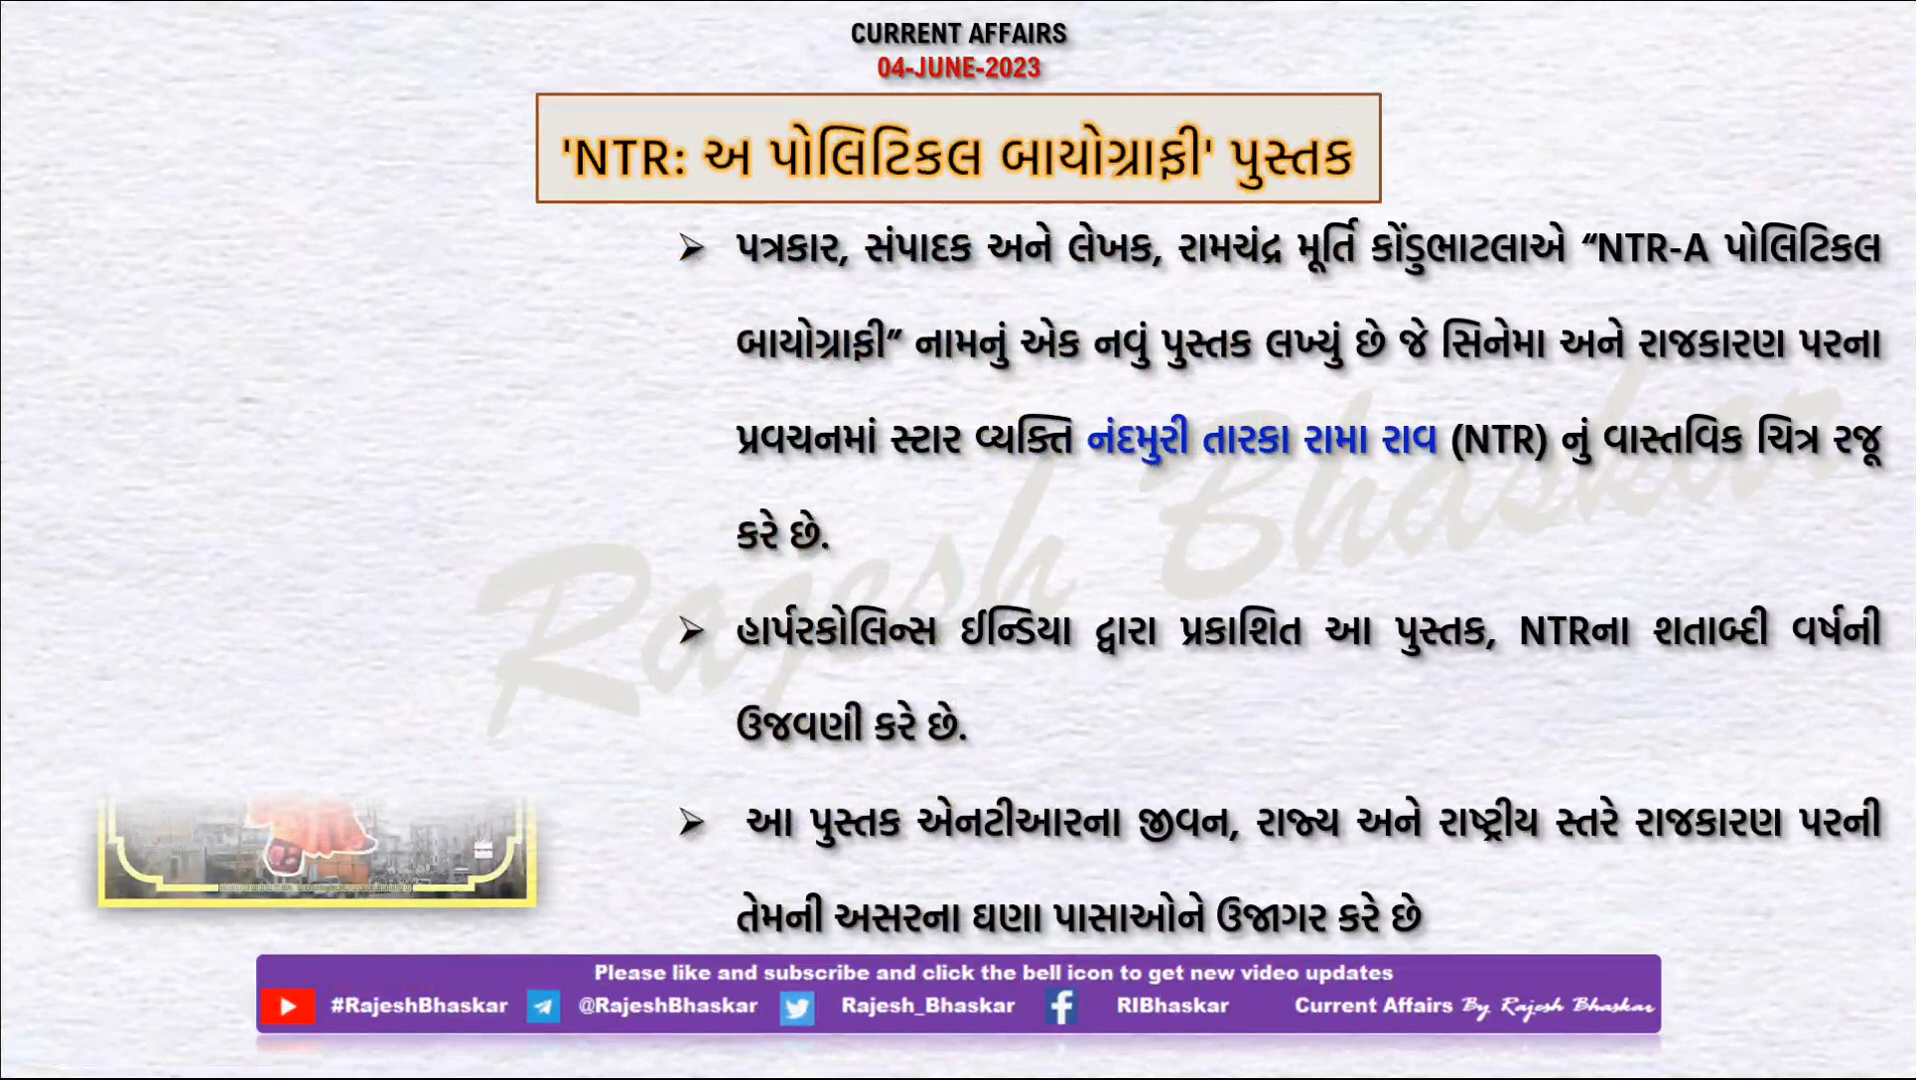 CURRENT AFFAIRS
04-JUNE-2023
'NTR: અ પોલિટિકલ બાયોગ્રાફી' પુસ્તક
➢ પત્રકાર, સંપાદક અને લેખક, રામચંદ્ર મૂર્તિ કોંડુભાટલાએ “NTR-A પોલિટિકલ
બાયોગ્રાફી” નામનું એક નવું પુસ્તક લખ્યું છે જે સિનેમા અને રાજકારણ પરના
પ્રવચનમાં સ્ટાર વ્યક્તિ નંદમુરી તારકા રામા રાવ (NTR) નું વાસ્તવિક ચિત્ર રજૂ
કરે છે.
➢ હાર્પરકોલિન્સ ઈન્ડિયા દ્વારા પ્રકાશિત આ પુસ્તક, NTRના શતાબ્દી વર્ષની
ઉજવણી કરે છે.
➢ આ પુસ્તક એનટીઆરના જીવન, રાજ્ય અને રાષ્ટ્રીય સ્તરે રાજકારણ પરની
તેમની અસરના ઘણા પાસાઓને ઉજાગર કરે છે
Rajesh Bhaskar
Please like and subscribe and click the bell icon to get new video updates
#RajeshBhaskar @RajeshBhaskar Rajesh_Bhaskar RIBhaskar Current Affairs By Rajesh Bhaskar